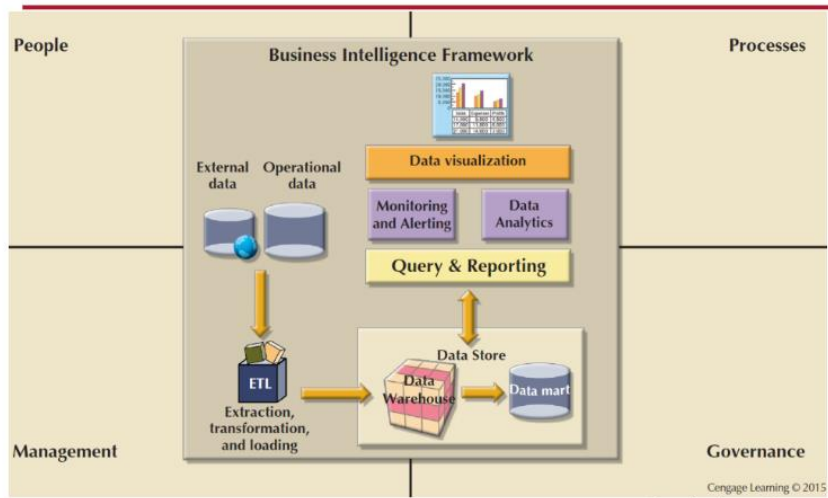 People
Processes
Business Intelligence Framework
Data visualization
External
data
Operational
data
Monitoring
and Alerting
Data
Analytics
Query & Reporting
Data Store
ETL
Data
Warehouse
Data mart
Extraction,
transformation,
and loading
Management
Governance
Cengage Learning © 2015